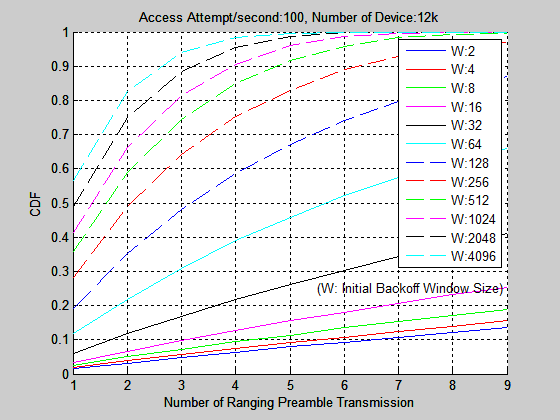 Access Attempt/second:100, Number of Device:12k
1
0.9
0.8
0.7
0.6
0.5
0.4
0.3
0.2
0.1
0
CDF
W:2
W:4
W:8
W:16
W:32
W:64
W:128
W:256
W:512
W:1024
W:2048
W:4096
(W: Initial Backoff Window Size)
1 2 3 4 5 6 7 8 9
Number of Ranging Preamble Transmission